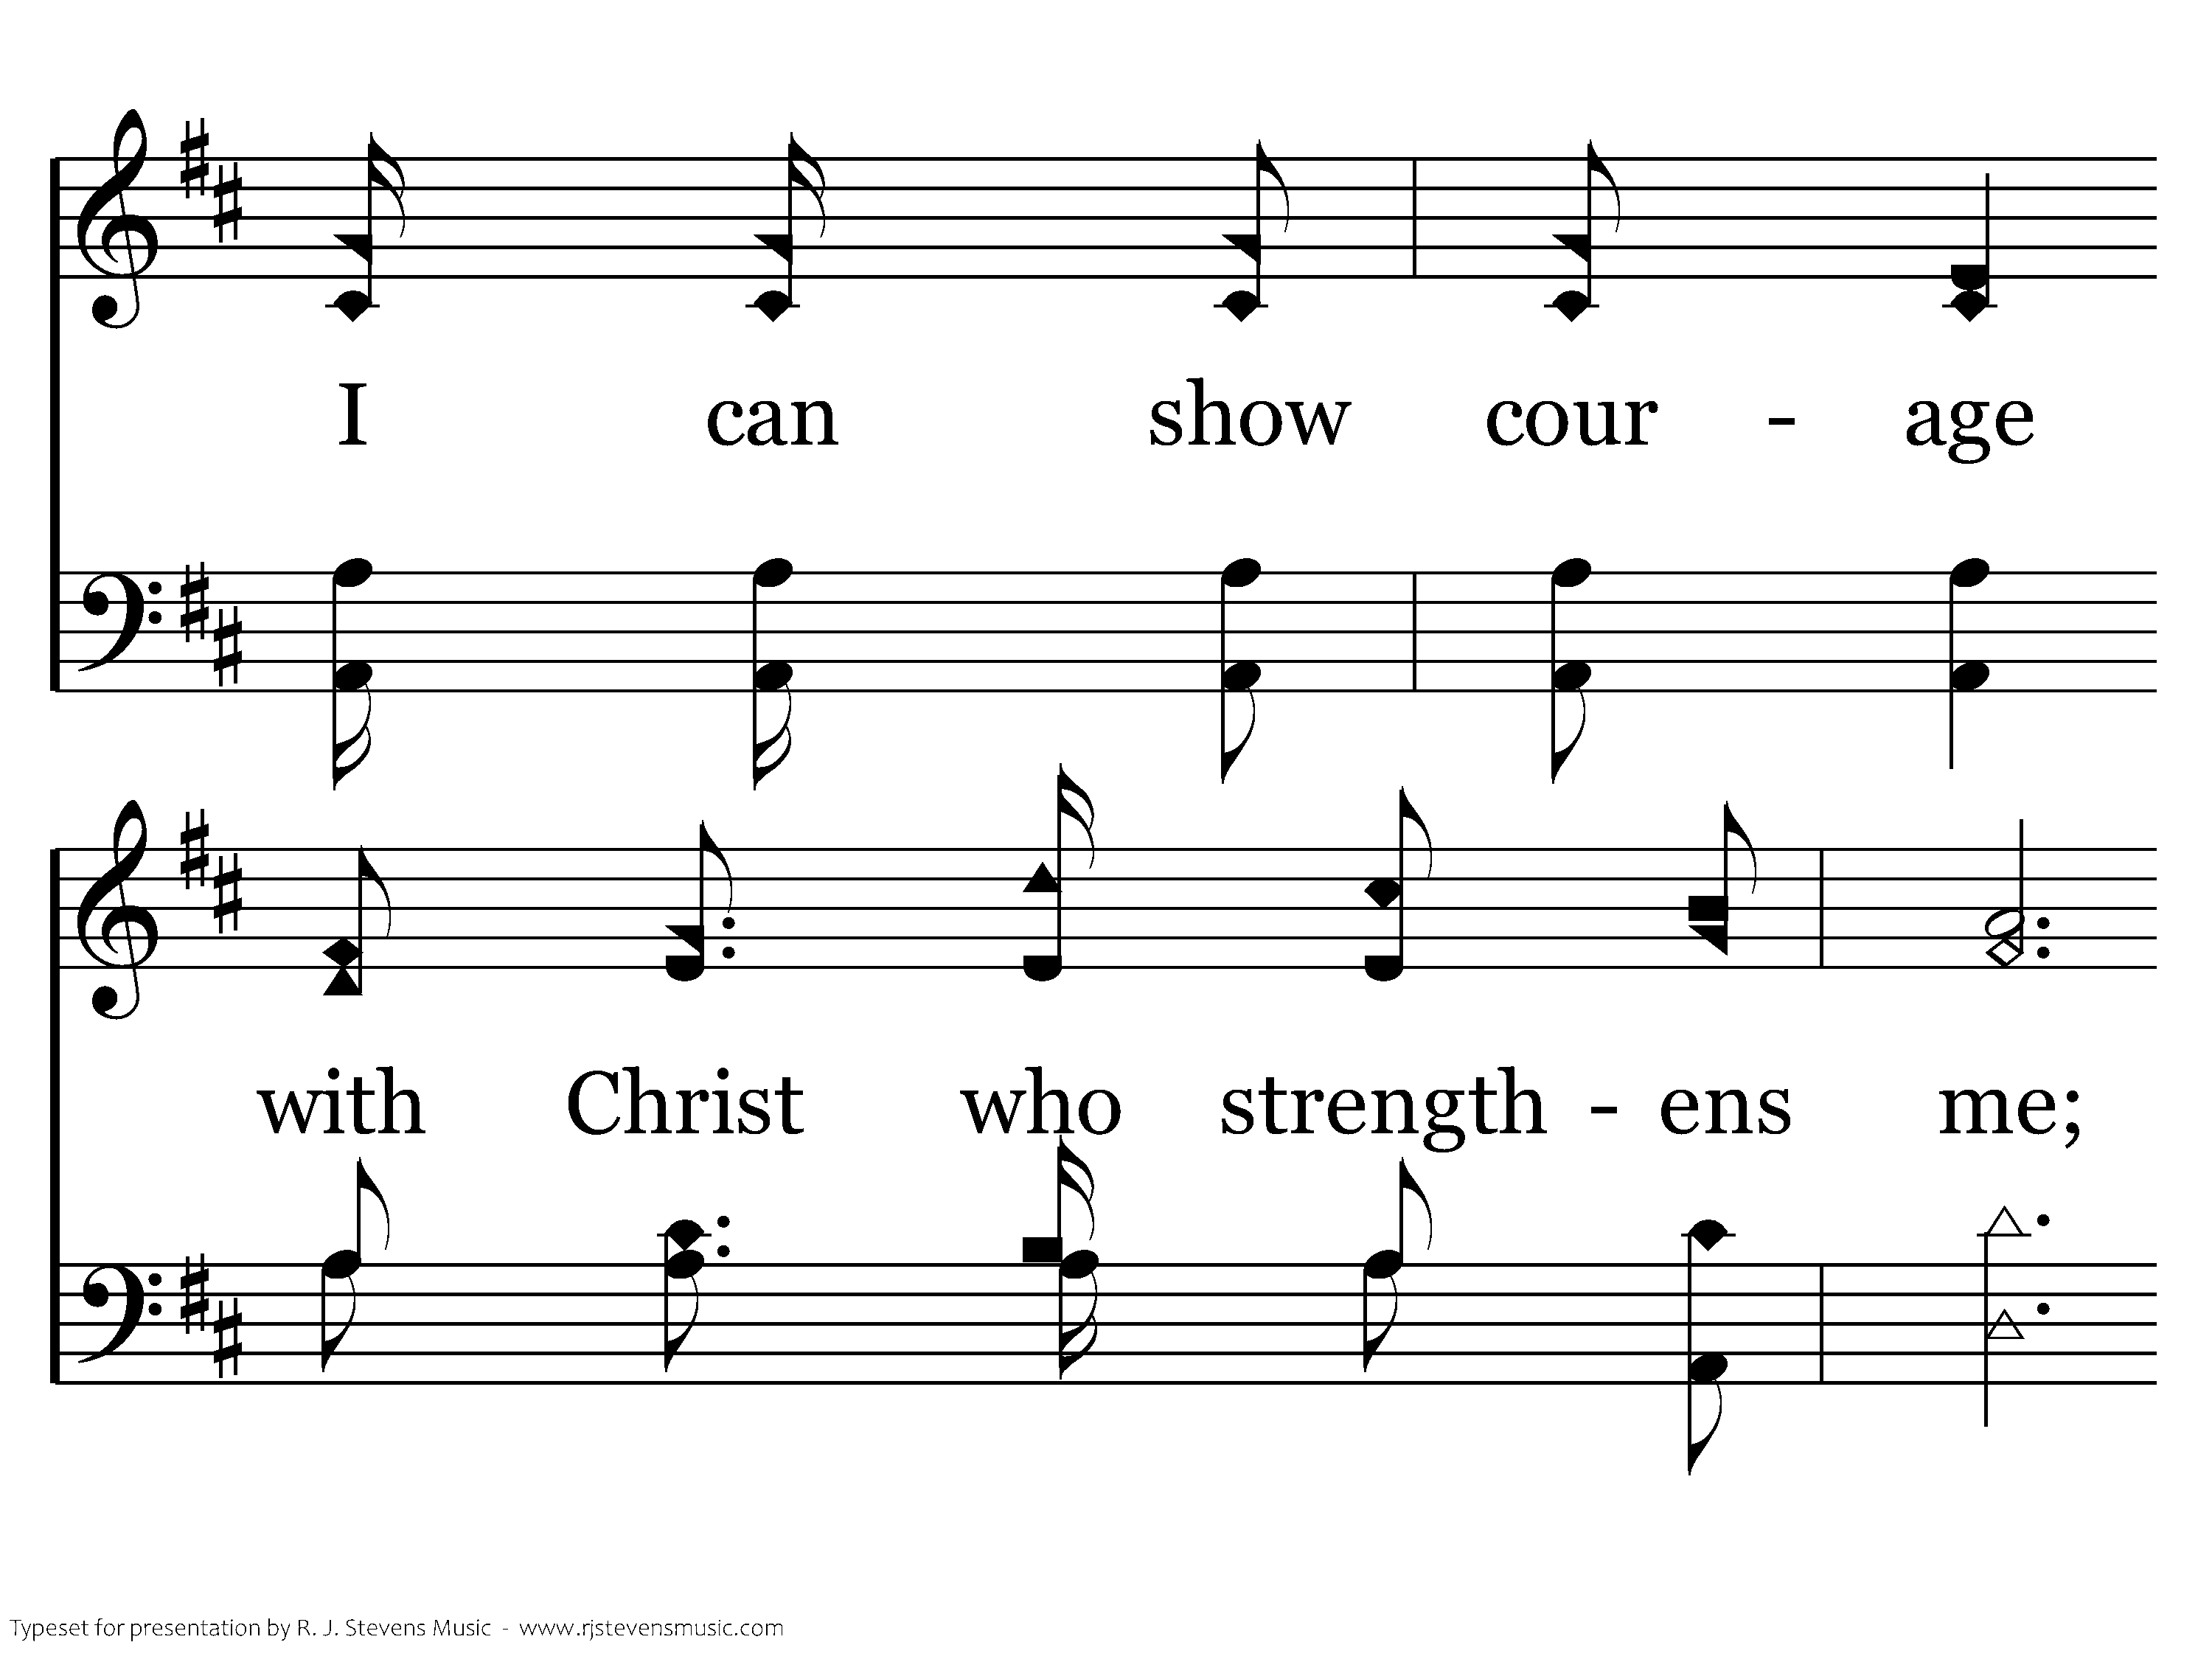 I can show cour - age
with Christ who strength - ens me;
Typeset for presentation by R. J. Stevens Music - www.rjstevensmusic.com